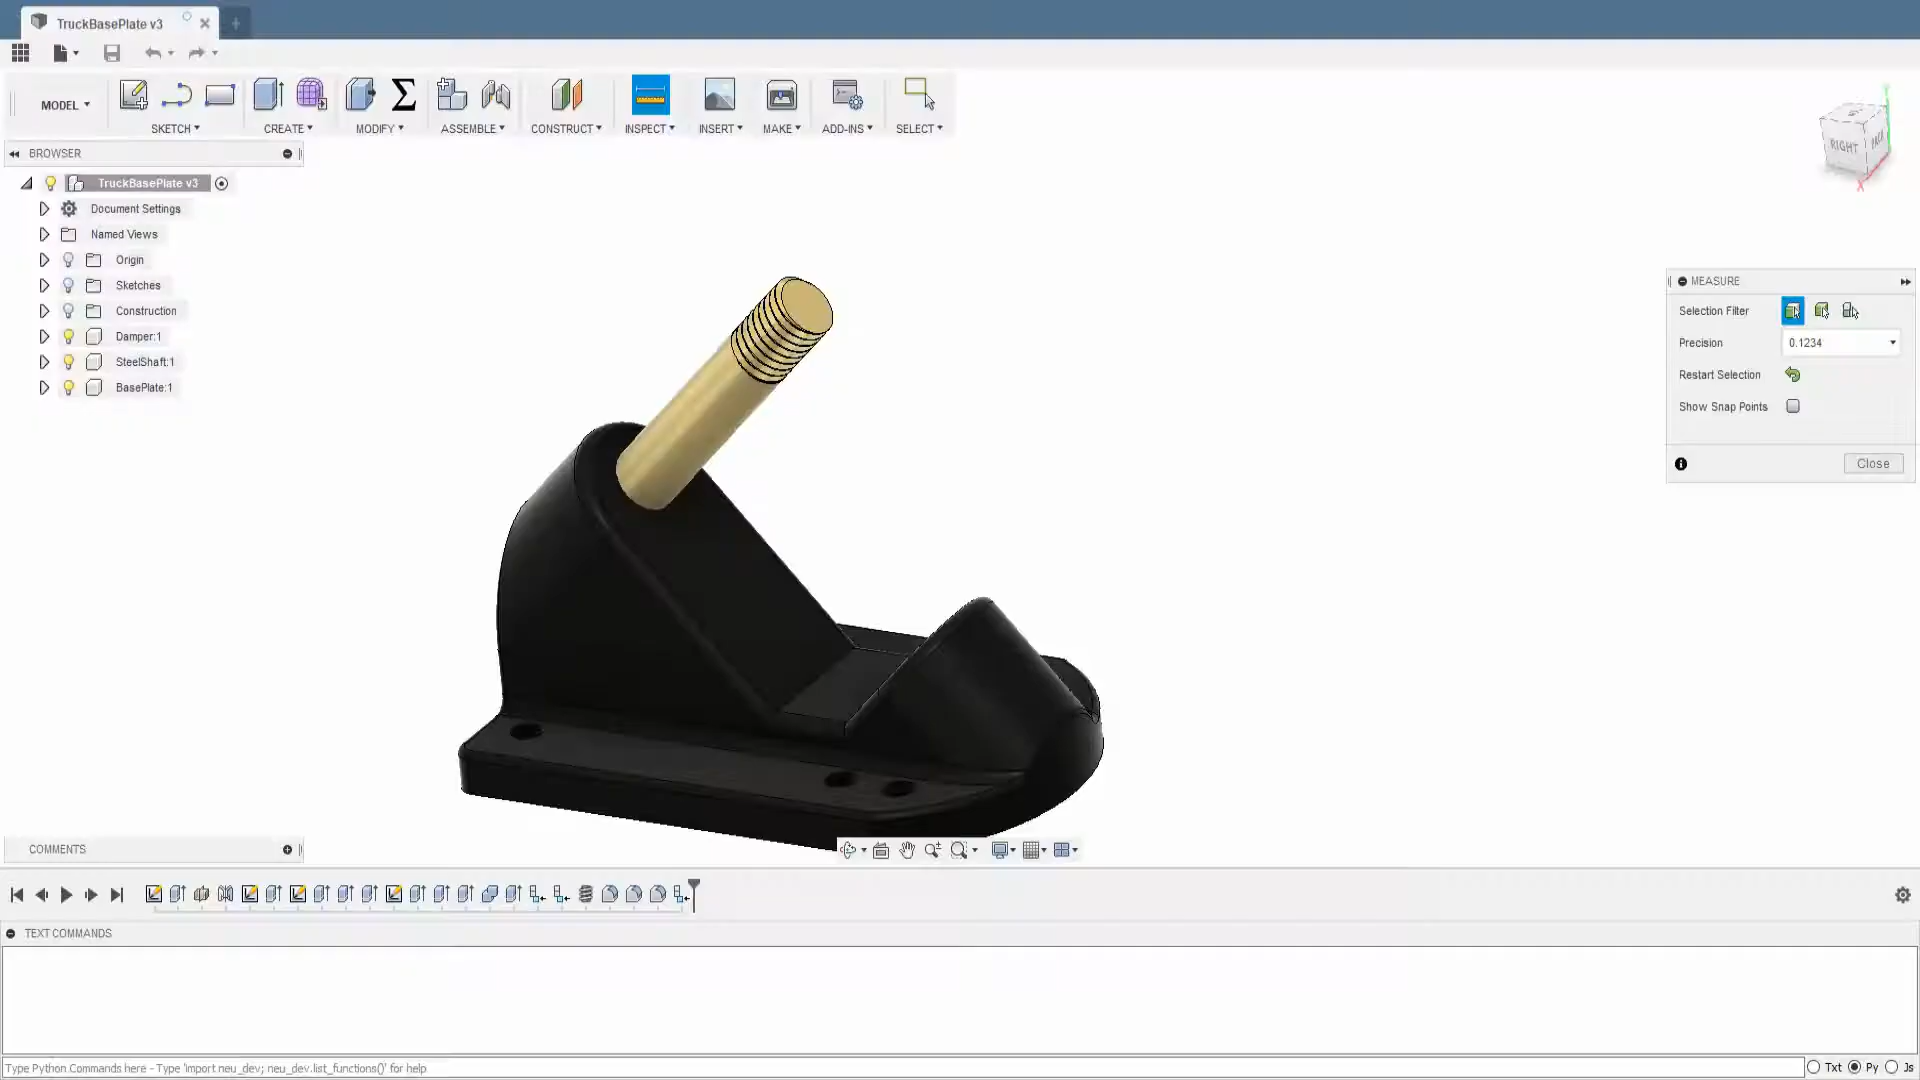 TruckBasePlate v3
MODEL
SKETCH
CREATE
MODIFY
ASSEMBLE
CONSTRUCT
INSPECT
INSERT
MAKE
ADD-INS
SELECT
BROWSER
TruckBasePlate v3
Document Settings
Named Views
Origin
Sketches
Construction
Damper:1
SteelShaft:1
BasePlate:1
RIGHT
BACK
X
MEASURE
Selection Filter
Precision
0.1234
Restart Selection
Show Snap Points
Close
COMMENTS
TEXT COMMANDS
Type Python Commands here - Type 'import neu_dev; neu_dev.list_functions()' for help
Txt Py Js